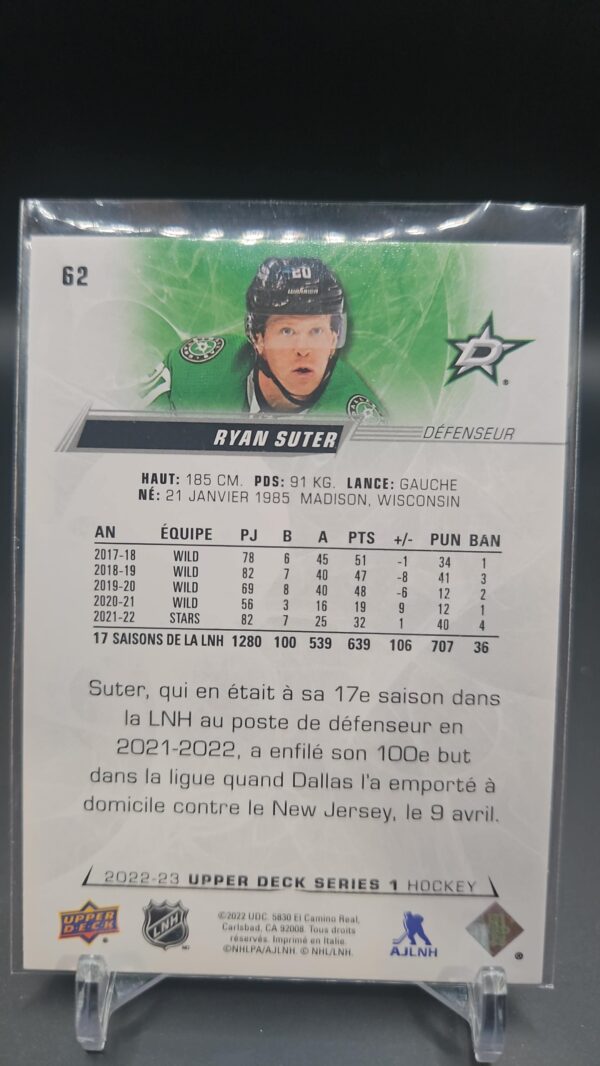 62
20
WARRIOR
20
D
®
RYAN SUTER
DÉFENSEUR
HAUT: 185 CM. PDS: 91 KG. LANCE: GAUCHE
NÉ: 21 JANVIER 1985 MADISON, WISCONSIN
AN ÉQUIPE PJ B A PTS +/- PUN BAN
2017-18 WILD 78 6 45 51 -1 34 1
2018-19 WILD 82 7 40 47 -8 41 3
2019-20 WILD 69 8 40 48 -6 12 2
2020-21 WILD 56 3 16 19 9 12 1
2021-22 STARS 82 7 25 32 1 40 4
17 SAISONS DE LA LNH 1280 100 539 639 106 707 36
Suter, qui en était à sa 17e saison dans
la LNH au poste de défenseur en
2021-2022, a enfilé son 100e but
dans la ligue quand Dallas l'a emporté à
domicile contre le New Jersey, le 9 avril.
2022-23 UPPER DECK SERIES 1 HOCKEY
UPPER DECK ®
LNH
©2022 UDC. 5830 El Camino Real,
Carlsbad, CA 92008. Tous droits
réservés. Imprimé en Italie.
©NHLPA/AJLNH. © NHL/LNH.
AJLNH
®